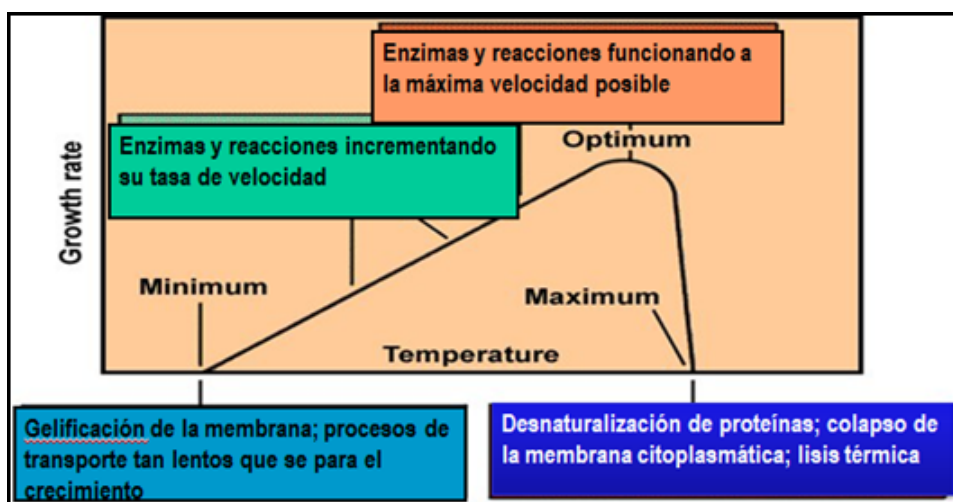 Enzimas y reacciones funcionando a
la máxima velocidad posible
Enzimas y reacciones incrementando
su tasa de velocidad
Optimum
Growth rate
Minimum
Maximum
Temperature
Gelificación de la membrana; procesos de
transporte tan lentos que se para el
crecimiento
Desnaturalización de proteínas; colapso de
la membrana citoplasmática; lisis térmica